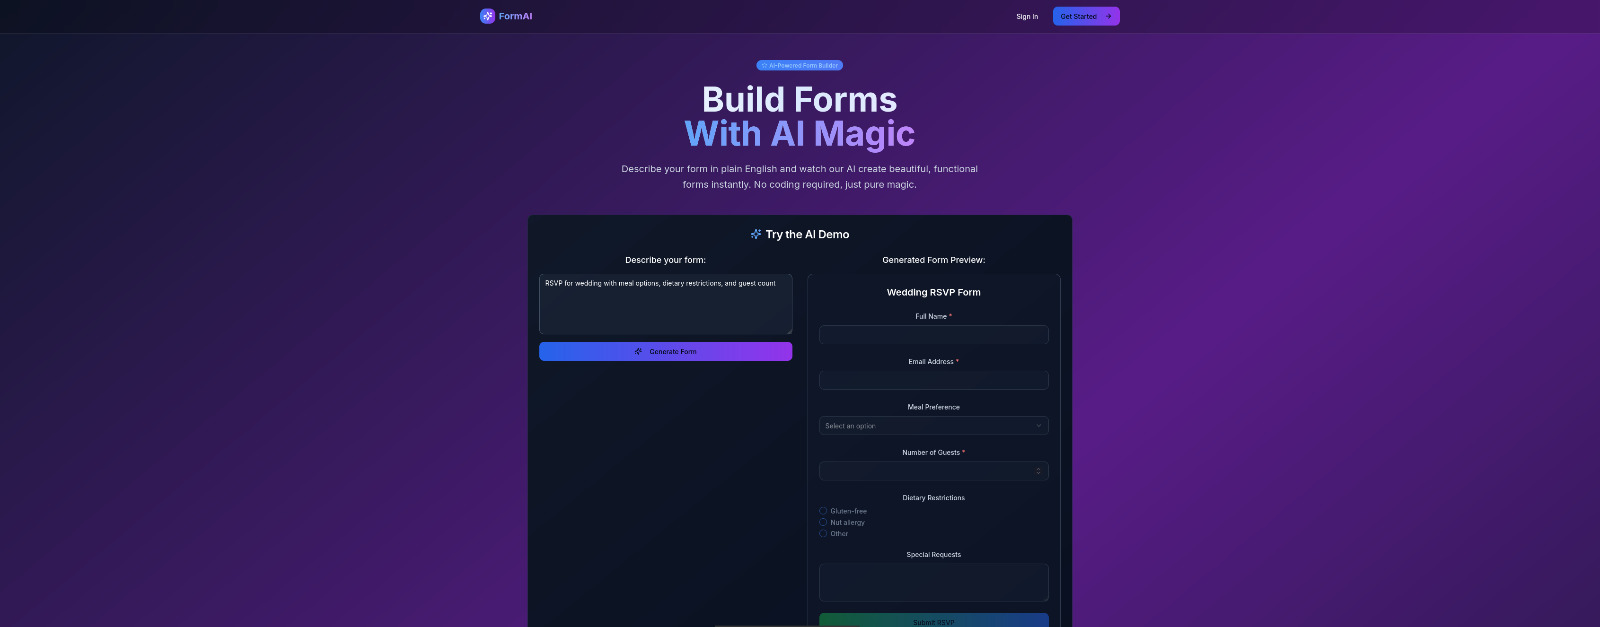 FormAI
Sign In
Get Started
AI-Powered Form Builder
Build Forms
With AI Magic
Describe your form in plain English and watch our AI create beautiful, functional
forms instantly. No coding required, just pure magic.
Try the AI Demo
Describe your form:
RSVP for wedding with meal options, dietary restrictions, and guest count
Generate Form
Generated Form Preview:
Wedding RSVP Form
Full Name *
Email Address *
Meal Preference
Select an option
Number of Guests *
Dietary Restrictions
Gluten-free
Nut allergy
Other
Special Requests
Submit RSVP